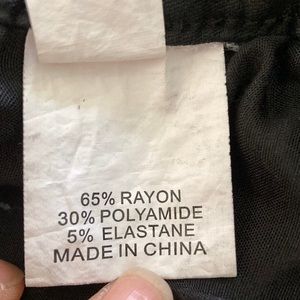 65% RAYON
30% POLYAMIDE
5% ELASTANE
MADE IN CHINA